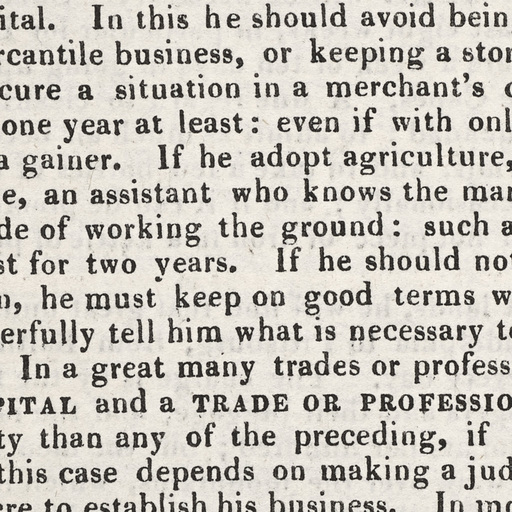 ital. In this he should avoid bein
rcantile business, or keeping a stor
cure a situation in a merchant's c
one year at least: even if with onl
a gainer. If he adopt agriculture,
e, an assistant who knows the man
de of working the ground: such a
st for two years. If he should not
n, he must keep on good terms w
erfully tell him what is necessary to
In a great many trades or profess
PITAL and a TRADE OR PROFESSIO
ty than any of the preceding, if
this case depends on making a jud
ere to establish his business. In mo